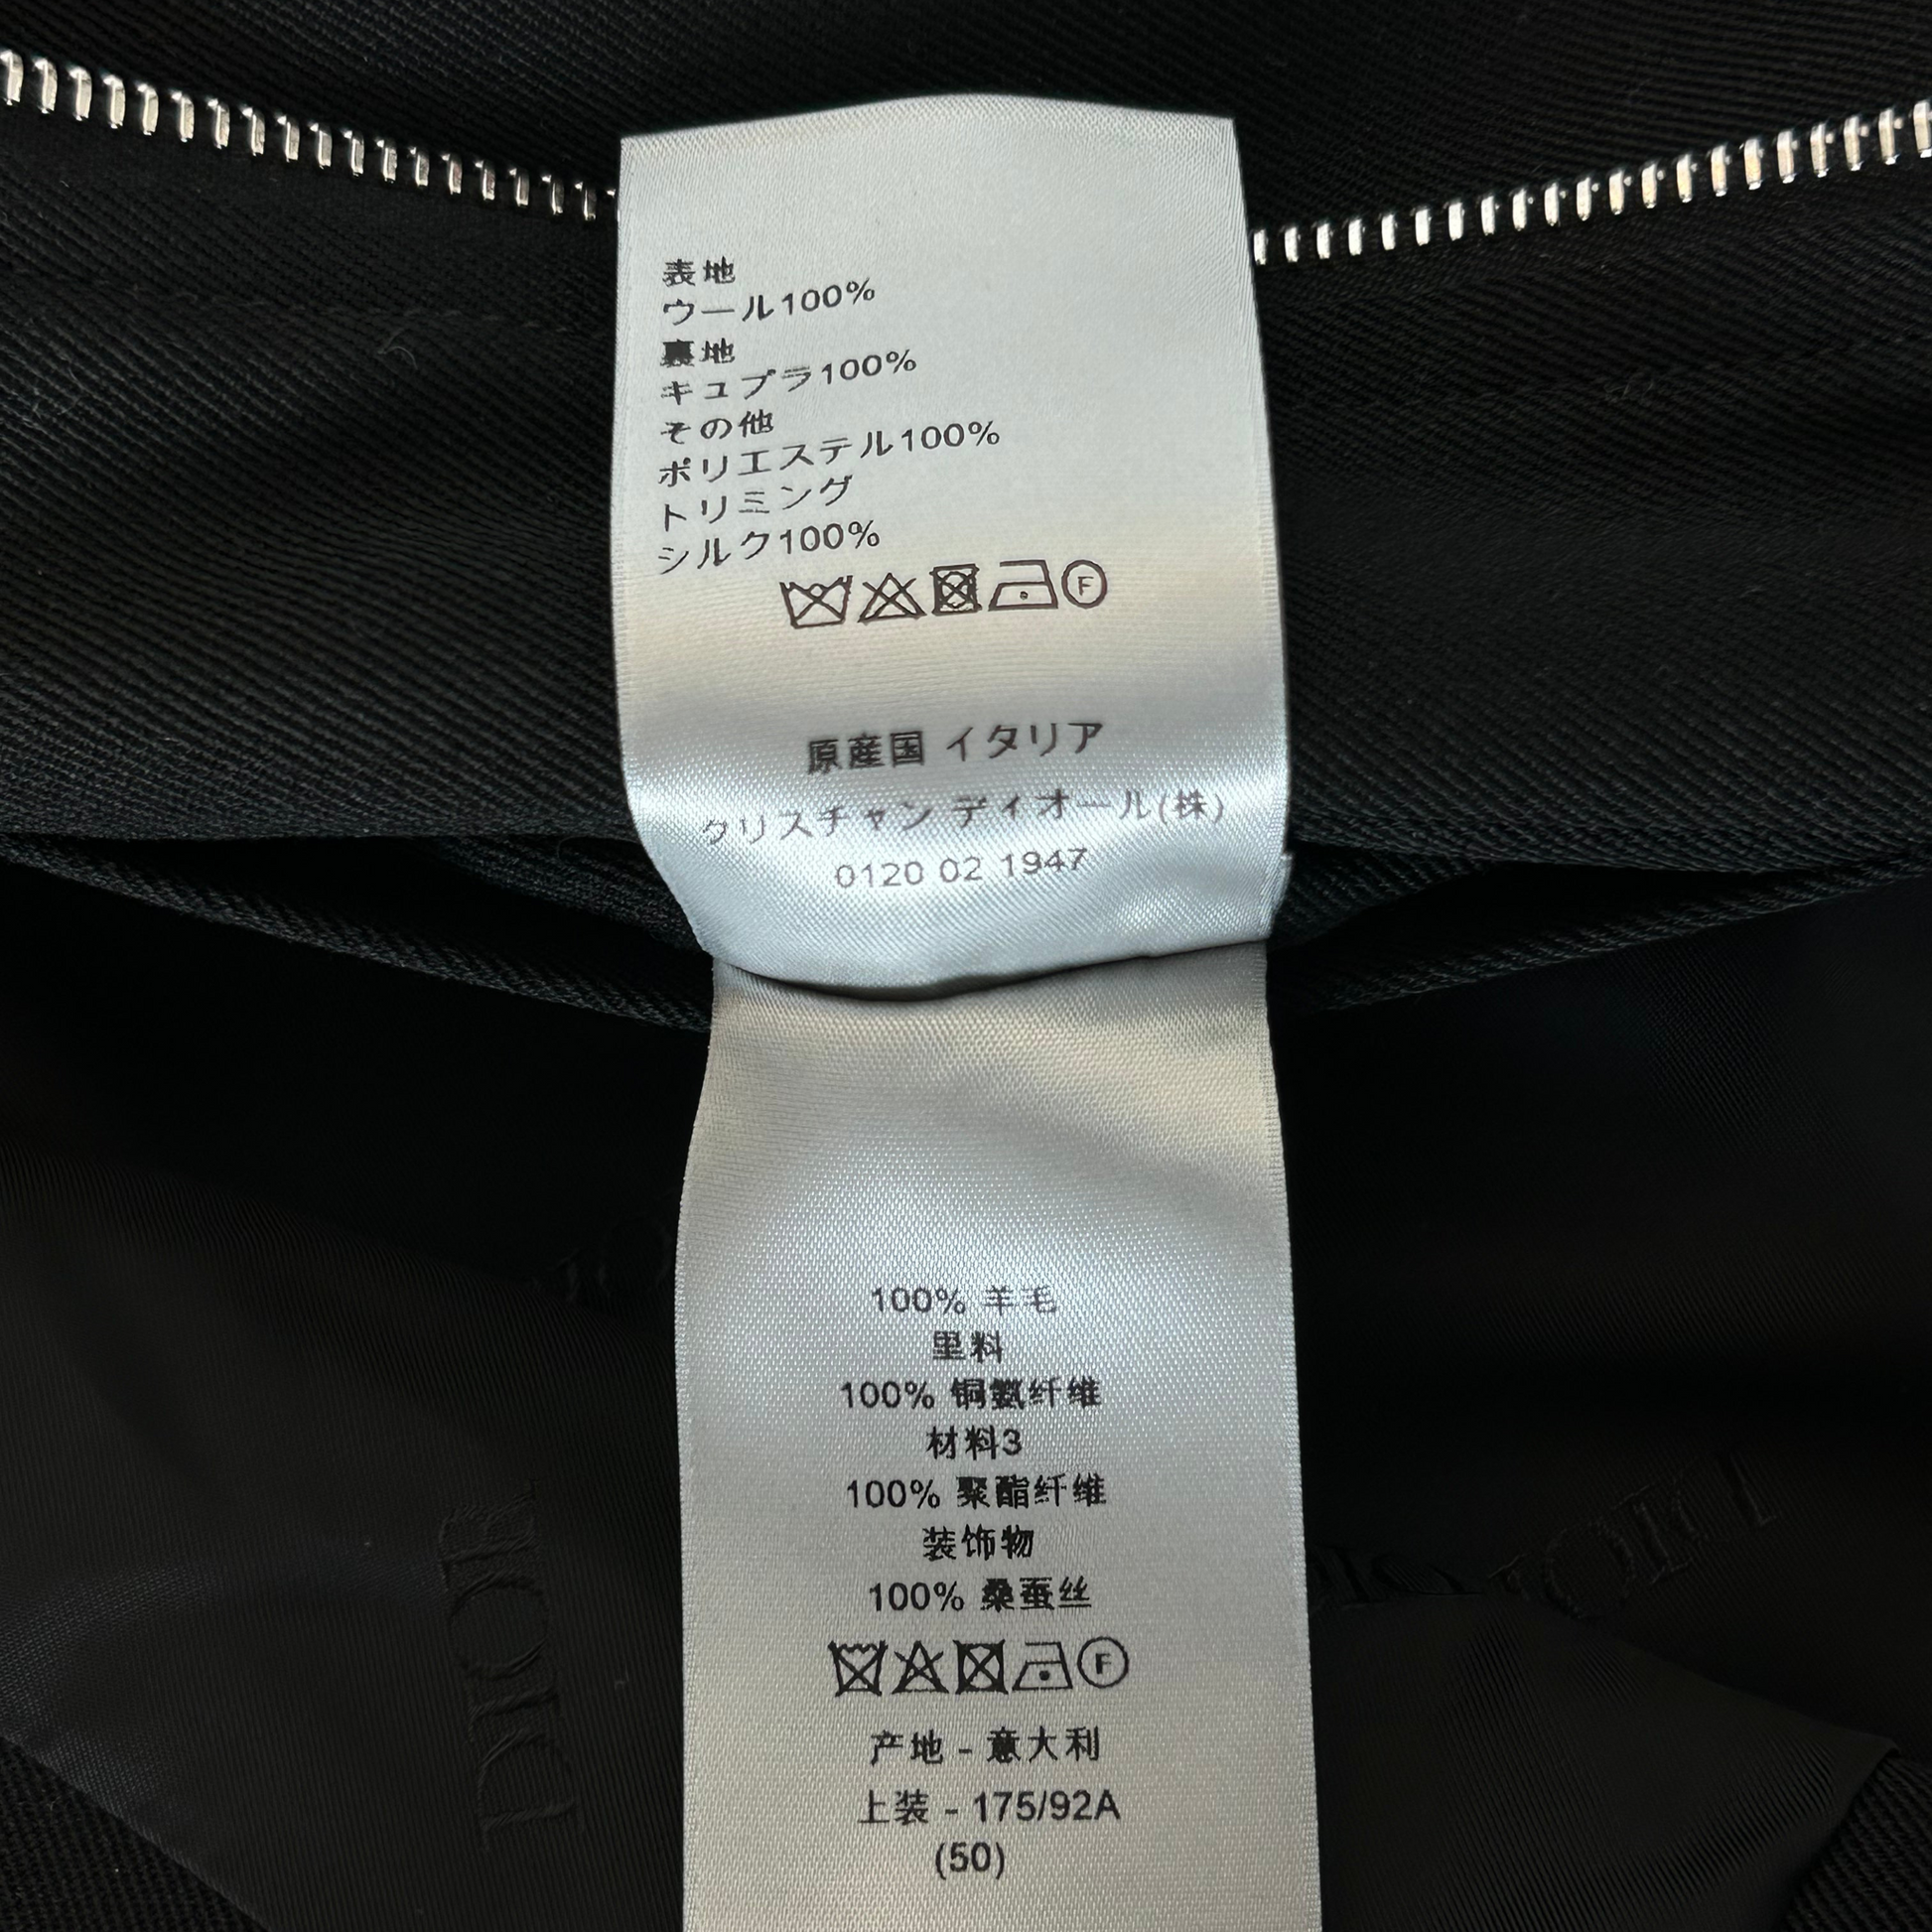 表地
ウール100%
裏地
キュプラ100%
その他
ポリエステル100%
トリミング
シルク100%
F
原産国 イタリア
クリスチャン ディオール(株)
0120 02 1947
100% 羊毛
里料
100% 铜氨纤维
材料3
100% 聚酯纤维
装饰物
100% 桑蚕丝
F
产地 - 意大利
上装 - 175/92A
(50)
DIOR
DIOR